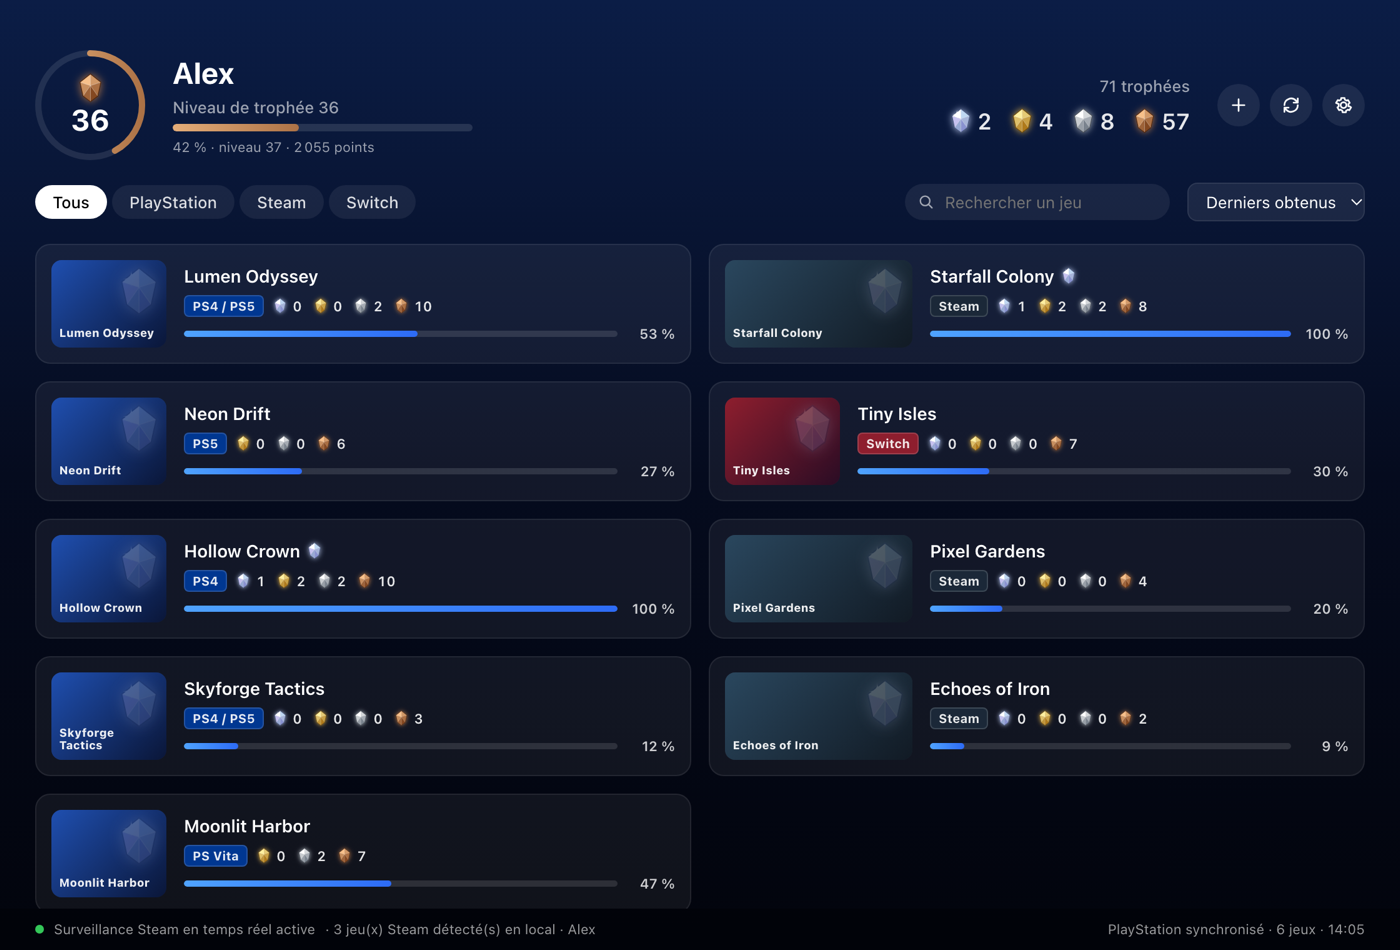 36
Alex
Niveau de trophée 36
42 % · niveau 37 · 2 055 points
71 trophées
2 4 8 57
Tous PlayStation Steam Switch
Rechercher un jeu
Derniers obtenus
Lumen Odyssey
Lumen Odyssey
PS4 / PS5 0 0 2 10
53 %
Starfall Colony
Starfall Colony
Steam 1 2 2 8
100 %
Neon Drift
Neon Drift
PS5 0 0 6
27 %
Tiny Isles
Tiny Isles
Switch 0 0 0 7
30 %
Hollow Crown
Hollow Crown
PS4 1 2 2 10
100 %
Pixel Gardens
Pixel Gardens
Steam 0 0 0 4
20 %
Skyforge
Tactics
Skyforge Tactics
PS4 / PS5 0 0 0 3
12 %
Echoes of Iron
Echoes of Iron
Steam 0 0 0 2
9 %
Moonlit Harbor
Moonlit Harbor
PS Vita 0 2 7
47 %
Surveillance Steam en temps réel active · 3 jeu(x) Steam détecté(s) en local · Alex
PlayStation synchronisé · 6 jeux · 14:05